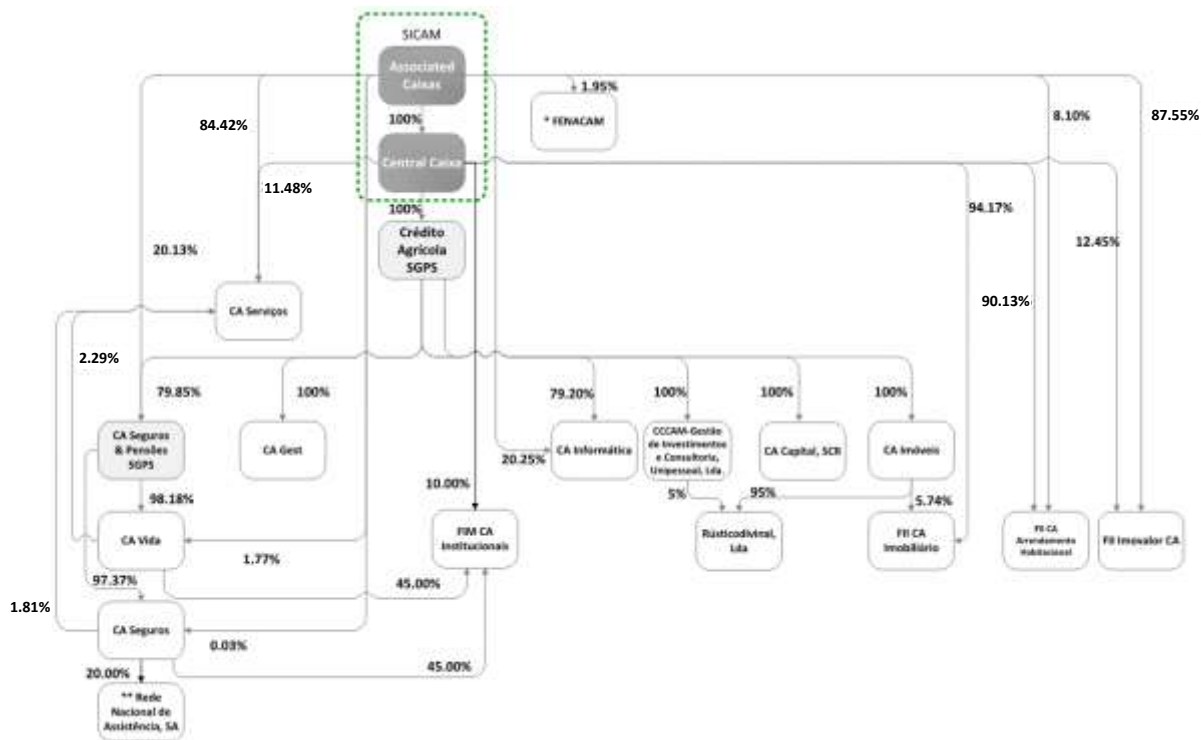 SICAM
Associated
Caixas
1.95%
100%
* FENACAM
8.10%
87.55%
84.42%
Central Caixa
11.48%
100%
94.17%
Crédito
Agrícola
SGPS
20.13%
12.45%
CA Serviços
90.13%
2.29%
79.85%
100%
79.20%
100%
100%
100%
CA Seguros
& Pensões
SGPS
CA Gest
CA Informática
CCCAM-Gestão
de Investimentos
e Consultoria,
Unipessoal, Lda.
CA Capital, SCR
CA Imóveis
20.25%
98.18%
10.00%
5%
95%
5.74%
CA Vida
FIM CA
Institucionais
Rústicodivinal,
Lda
FII CA
Imobiliário
FII CA
Arrendamento
Habitacional
FII Imovalor CA
1.77%
97.37%
45.00%
1.81%
CA Seguros
0.03%
20.00%
45.00%
** Rede
Nacional de
Assistência, SA